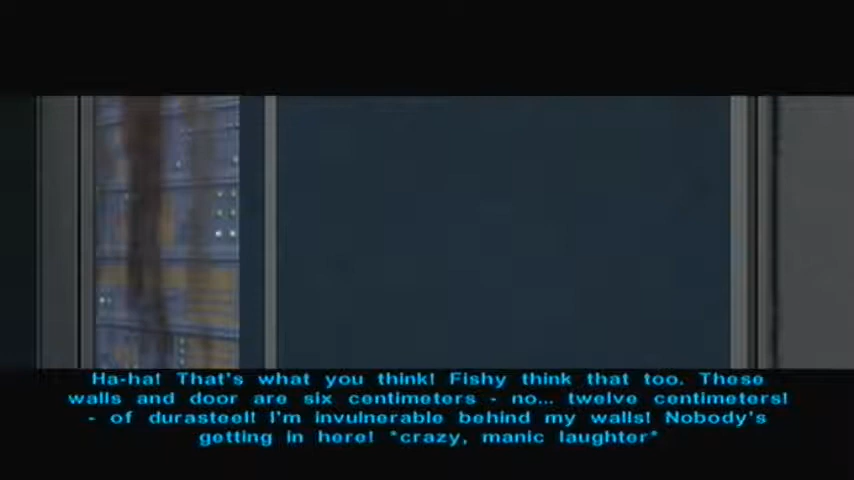 Ha-ha! That's what you think! Fishy think that too. These
walls and door are six centimeters - no... twelve centimeters!
- of durasteel! I'm invulnerable behind my walls! Nobody's
getting in here! *crazy, manic laughter*